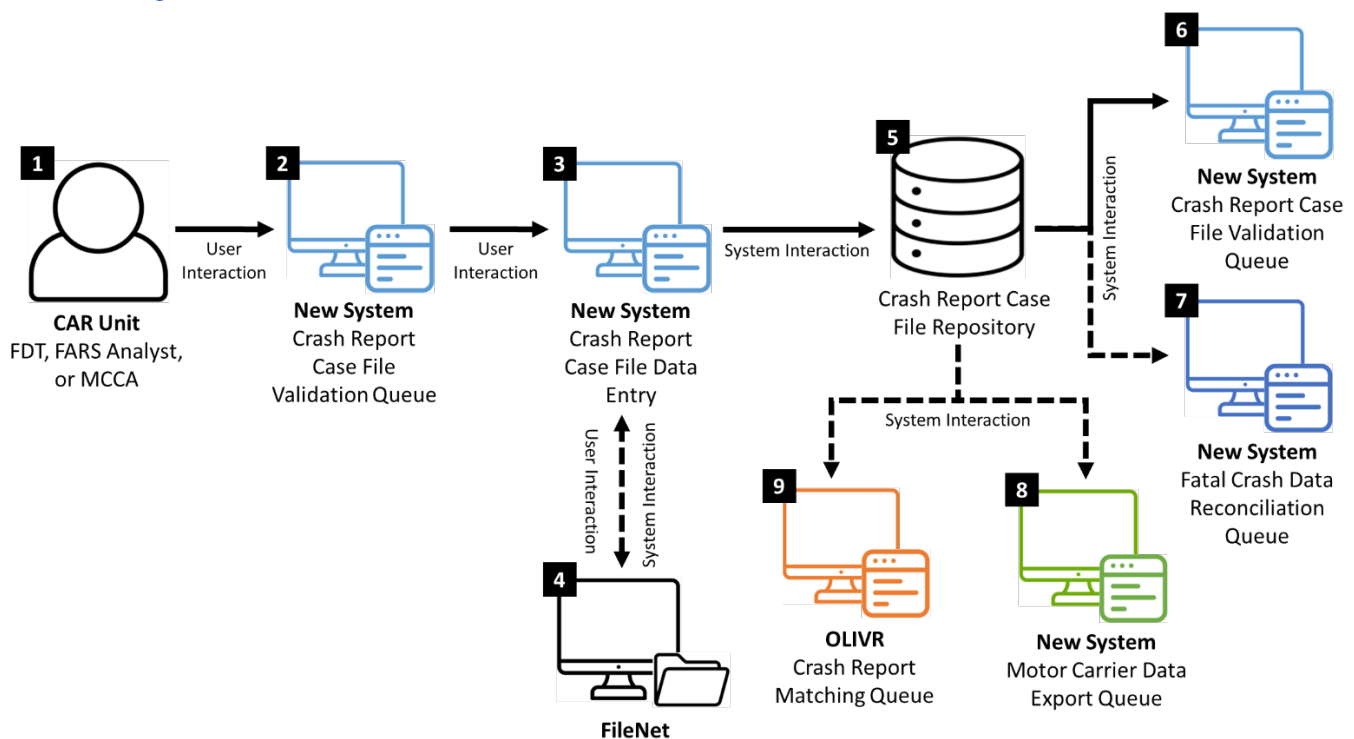 1
CAR Unit
FDT, FARS Analyst,
or MCCA
User
Interaction
2
New System
Crash Report
Case File
Validation Queue
User
Interaction
3
New System
Crash Report
Case File Data
Entry
User Interaction
System Interaction
4
FileNet
System Interaction
5
Crash Report Case
File Repository
System Interaction
6
New System
Crash Report Case
File Validation
Queue
7
New System
Fatal Crash Data
Reconciliation
Queue
System Interaction
8
New System
Motor Carrier Data
Export Queue
9
OLIVR
Crash Report
Matching Queue